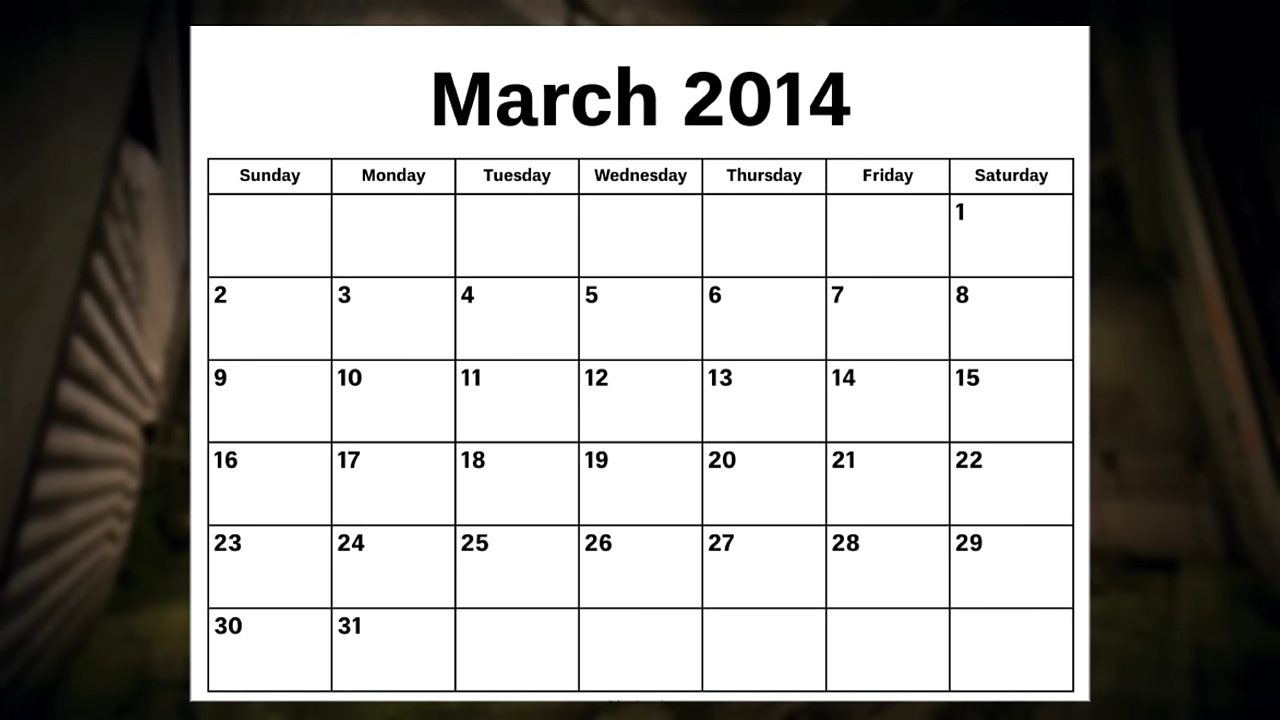 March 2014
Sunday Monday Tuesday Wednesday Thursday Friday Saturday
1
2 3 4 5 6 7 8
9 10 11 12 13 14 15
16 17 18 19 20 21 22
23 24 25 26 27 28 29
30 31